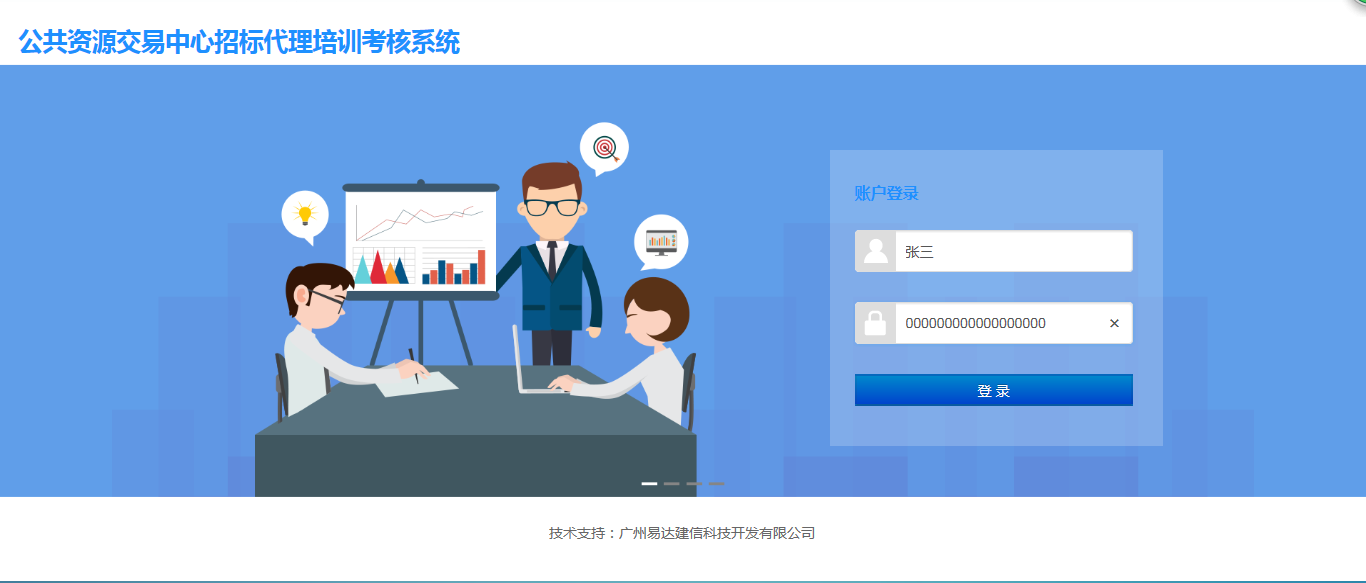 公共资源交易中心招标代理培训考核系统
账户登录
张三
000000000000000000
登 录
技术支持：广州易达建信科技开发有限公司